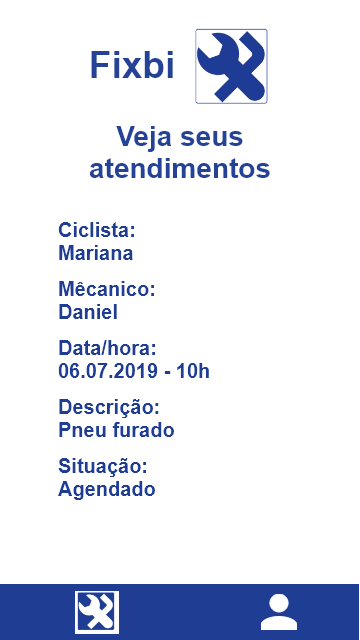 Fixbi
Veja seus
atendimentos
Ciclista:
Mariana
Mêcanico:
Daniel
Data/hora:
06.07.2019 - 10h
Descrição:
Pneu furado
Situação:
Agendado